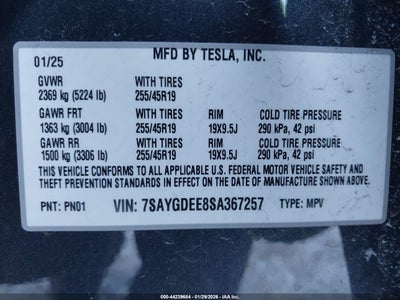 01/25 MFD BY TESLA, INC.
GVWR WITH TIRES
2369 kg (5224 lb) 255/45R19
GAWR FRT WITH TIRES RIM COLD TIRE PRESSURE
1363 kg (3004 lb) 255/45R19 19X9.5J 290 kPa, 42 psi
GAWR RR WITH TIRES RIM COLD TIRE PRESSURE
1500 kg (3306 lb) 255/45R19 19X9.5J 290 kPa, 42 psi
THIS VEHICLE CONFORMS TO ALL APPLICABLE U.S. FEDERAL MOTOR VEHICLE SAFETY AND
THEFT PREVENTION STANDARDS IN EFFECT ON THE DATE OF MANUFACTURE SHOWN ABOVE.
PNT: PN01 VIN: 7SAYGDEE8SA367257 TYPE: MPV
000-44239684 - 01/29/2026 - IAAI.COM